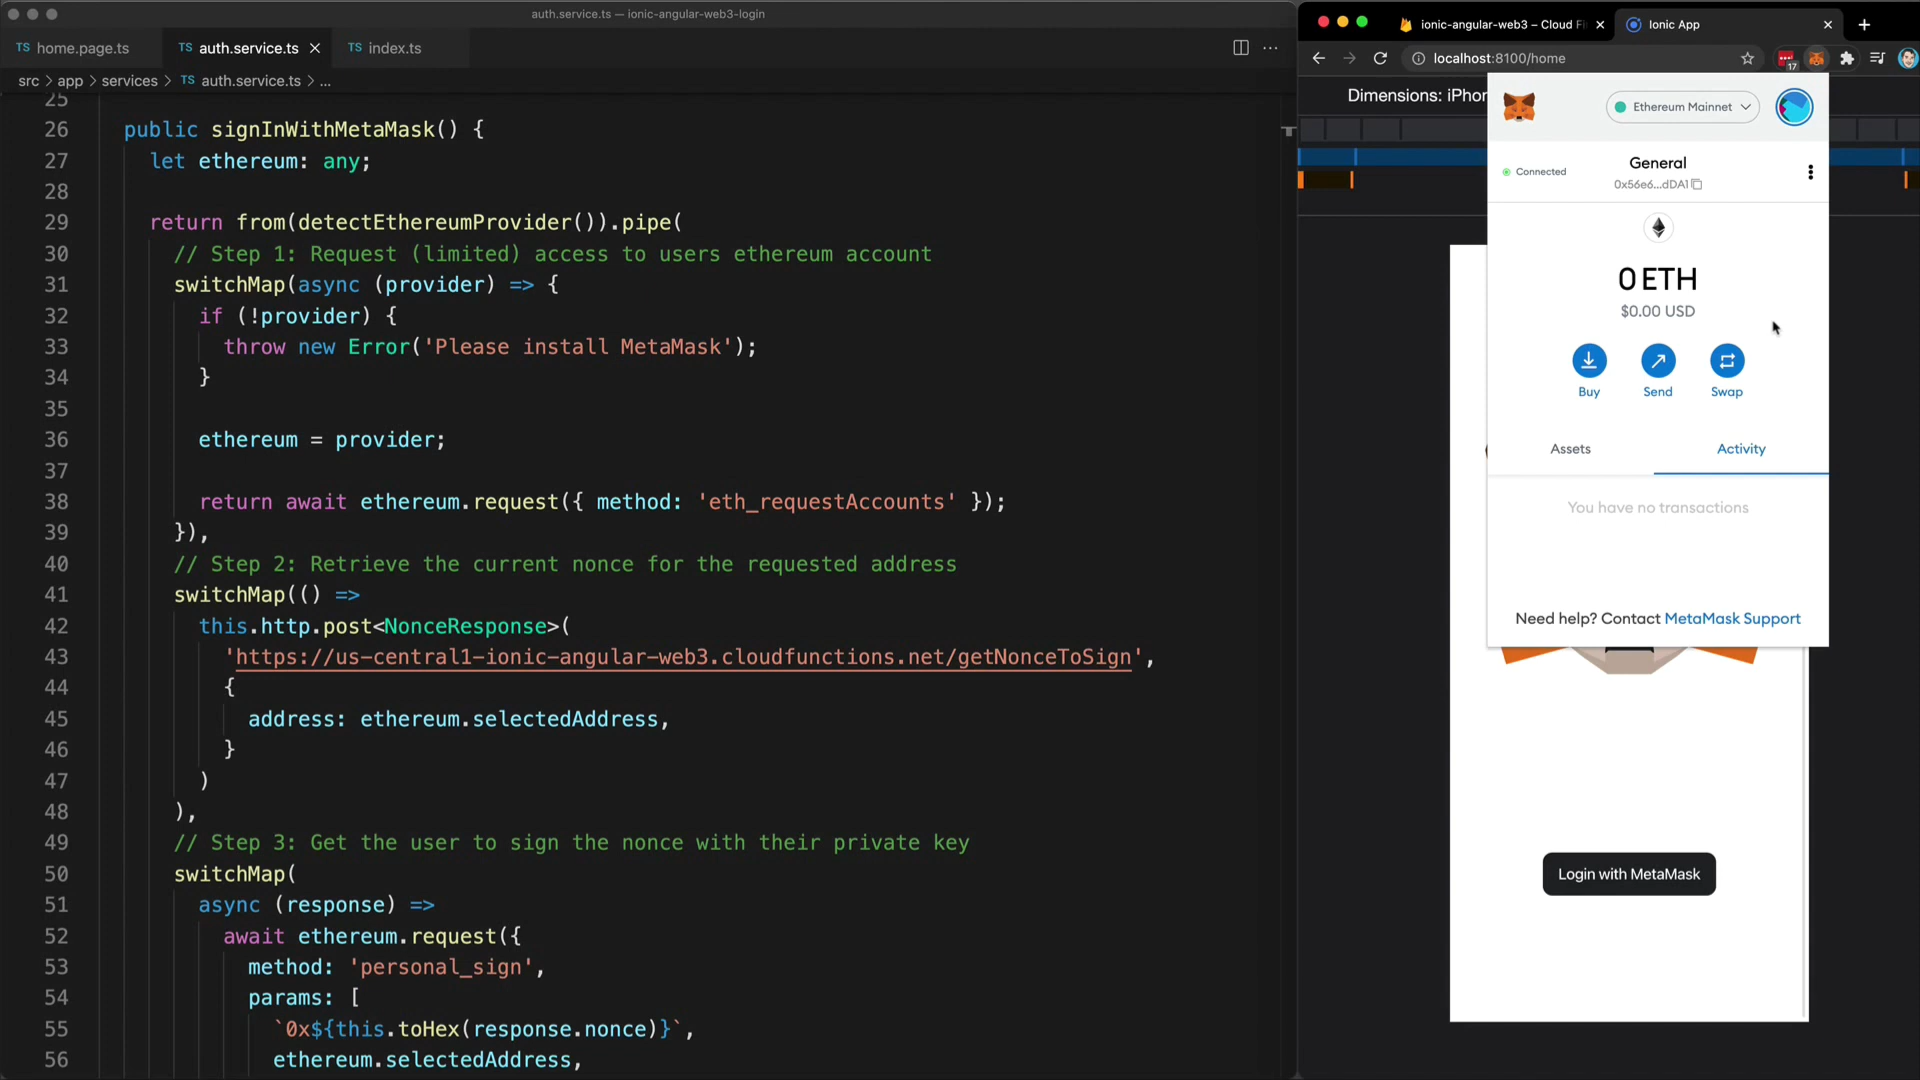 auth.service.ts — ionic-angular-web3-login
TS home.page.ts
TS auth.service.ts
TS index.ts
src > app > services > TS auth.service.ts > ...
25
26 public signInWithMetaMask() {
27 let ethereum: any;
28
29 return from(detectEthereumProvider()).pipe(
30 // Step 1: Request (limited) access to users ethereum account
31 switchMap(async (provider) => {
32 if (!provider) {
33 throw new Error('Please install MetaMask');
34 }
35
36 ethereum = provider;
37
38 return await ethereum.request({ method: 'eth_requestAccounts' });
39 }),
40 // Step 2: Retrieve the current nonce for the requested address
41 switchMap(() =>
42 this.http.post<NonceResponse>(
43 'https://us-central1-ionic-angular-web3.cloudfunctions.net/getNonceToSign',
44 {
45 address: ethereum.selectedAddress,
46 }
47 )
48 ),
49 // Step 3: Get the user to sign the nonce with their private key
50 switchMap(
51 async (response) =>
52 await ethereum.request({
53 method: 'personal_sign',
54 params: [
55 `0x${this.toHex(response.nonce)}`,
56 ethereum.selectedAddress,
ionic-angular-web3 – Cloud Fi
Ionic App
localhost:8100/home
17
Dimensions: iPhon
Ethereum Mainnet
Connected
General
0x56e6...dDA1
0 ETH
$0.00 USD
Buy
Send
Swap
Assets
Activity
You have no transactions
Need help? Contact MetaMask Support
Login with MetaMask